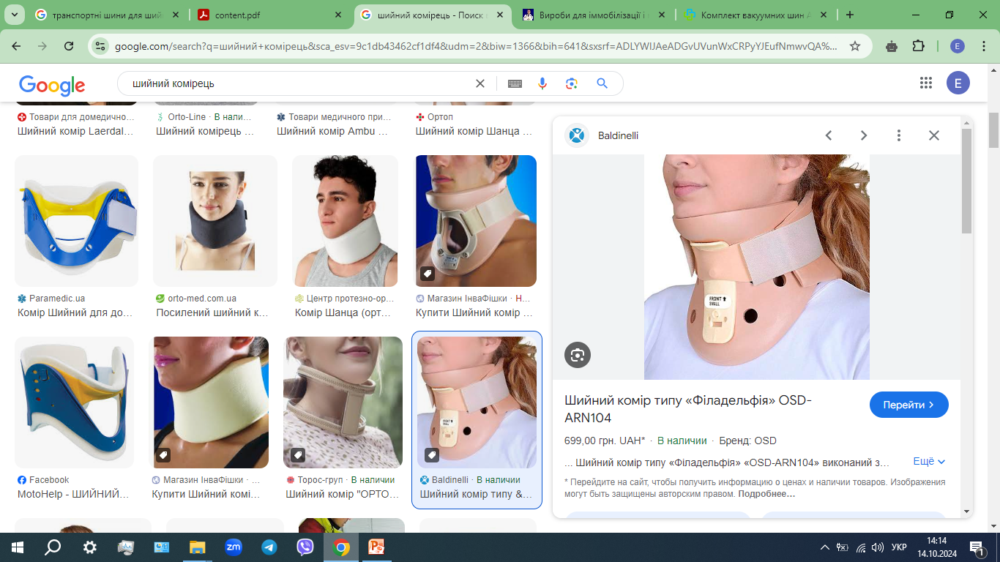 транспортні шини для ший
content.pdf
шийний комірець - Поиск
Вироби для іммобілізації і
Комплект вакуумних шин
google.com/search?q=шийний+комірець&sca_esv=9c1db43462cf1df4&udm=2&biw=1366&bih=641&sxsrf=ADLYWIJAeADGvUVunWxCRPyYJEufNmwvQA%...
E
Google
шийний комірець
E
Товари для домедично...
Orto-Line · В нали...
Товари медичного при...
Ортоп
Шийний комір Laerdal...
Шийний комірець ...
Шийний комір Ambu ...
Шийний комір Шанца ...
Paramedic.ua
orto-med.com.ua
Центр протезно-ор...
Магазин ІнваФішки · Н...
Комір Шийний для до...
Посилений шийний к...
Комір Шанца (орт...
Купити Шийний комір ...
Facebook
Магазин ІнваФішки · ...
Торос-груп · В наличии
Baldinelli · В наличии
MotoHelp - ШИЙНИЙ...
Купити Шийний комі...
Шийний комір "ОРТО...
Шийний комір типу &...
Baldinelli
FRONT
SMALL
Шийний комір типу «Філадельфія» OSD-
ARN104
Перейти
699,00 грн. UAH* · В наличии · Бренд: OSD
... Шийний комір типу «Філадельфія» «OSD-ARN104» виконаний з...
Ещё
* Перейдите на сайт, чтобы получить информацию о ценах и наличии товаров. Изображения
могут быть защищены авторским правом. Подробнее...
zm
УКР
14:14
14.10.2024
1